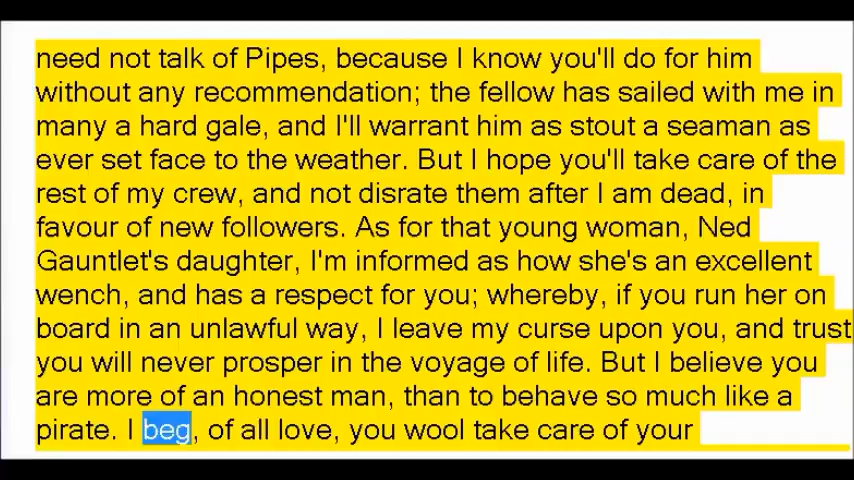 need not talk of Pipes, because I know you'll do for him
without any recommendation; the fellow has sailed with me in
many a hard gale, and I'll warrant him as stout a seaman as
ever set face to the weather. But I hope you'll take care of the
rest of my crew, and not disrate them after I am dead, in
favour of new followers. As for that young woman, Ned
Gauntlet's daughter, I'm informed as how she's an excellent
wench, and has a respect for you; whereby, if you run her on
board in an unlawful way, I leave my curse upon you, and trust
you will never prosper in the voyage of life. But I believe you
are more of an honest man, than to behave so much like a
pirate. I beg, of all love, you wool take care of your